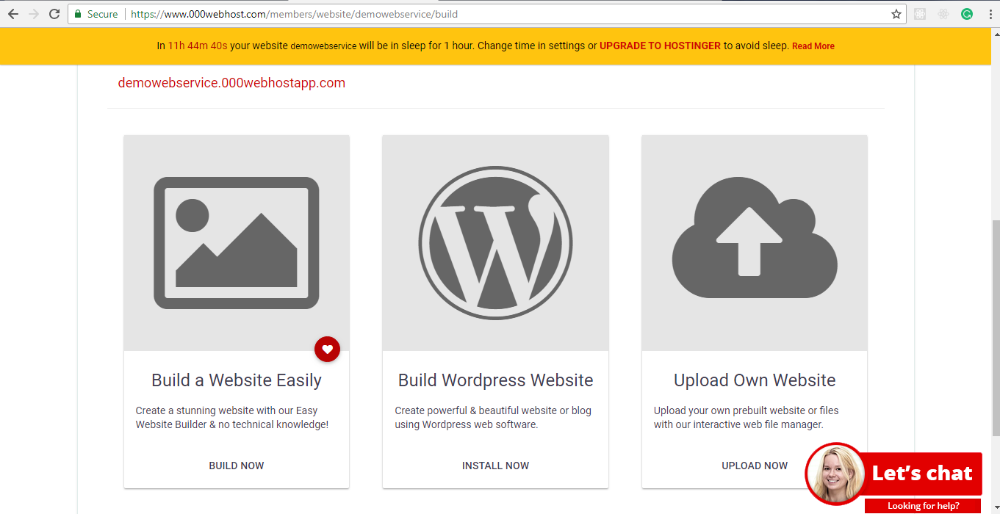 Secure https://www.000webhost.com/members/website/demowebservice/build
In 11h 44m 40s your website demowebservice will be in sleep for 1 hour. Change time in settings or UPGRADE TO HOSTINGER to avoid sleep. Read More
demowebservice.000webhostapp.com
Build a Website Easily
Create a stunning website with our Easy
Website Builder & no technical knowledge!
BUILD NOW
Build Wordpress Website
Create powerful & beautiful website or blog
using Wordpress web software.
INSTALL NOW
Upload Own Website
Upload your own prebuilt website or files
with our interactive web file manager.
UPLOAD NOW
Let's chat
Looking for help?